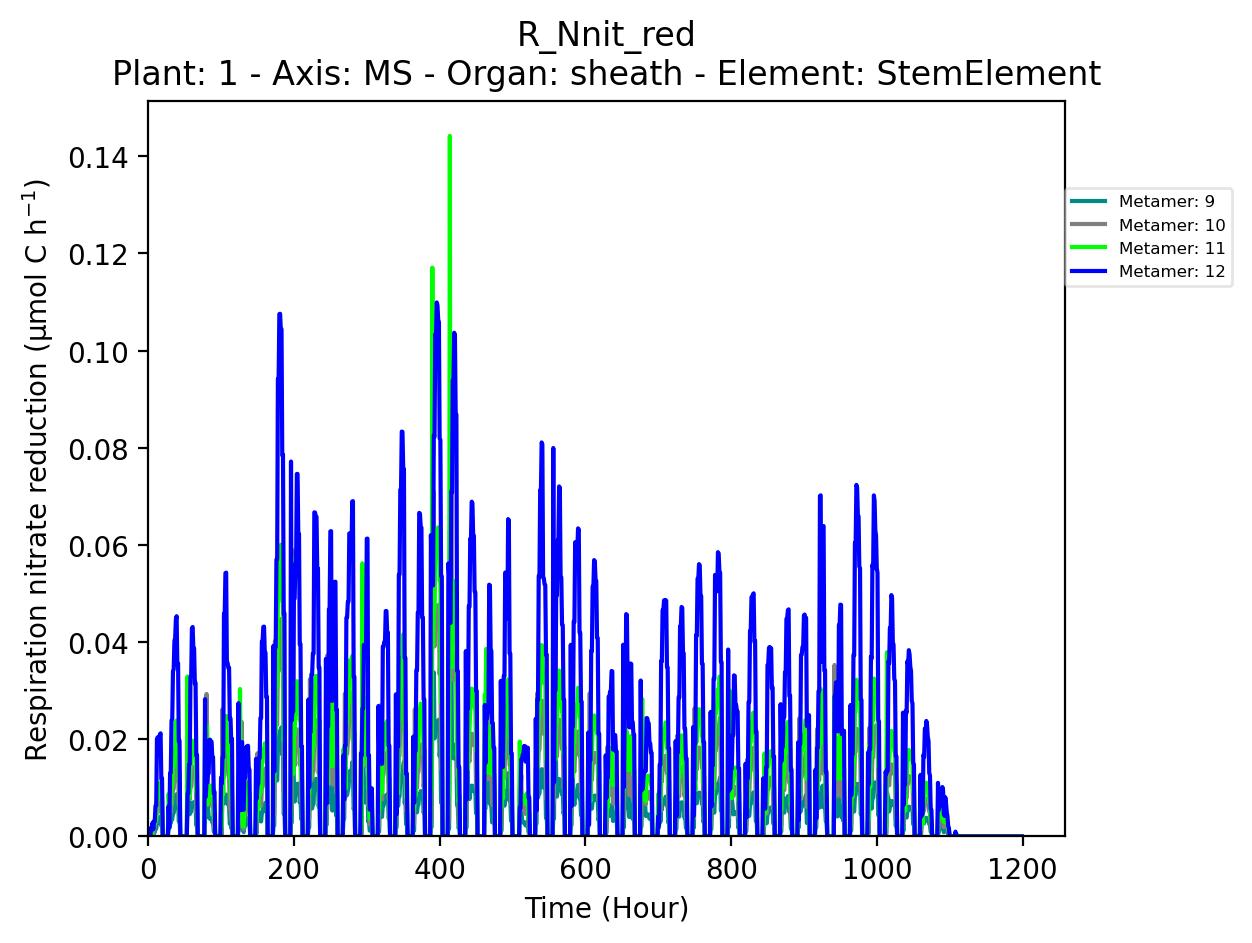 R_Nnit_red
Plant: 1 - Axis: MS - Organ: sheath - Element: StemElement
Respiration nitrate reduction (µmol C h⁻¹)
0.14
0.12
0.10
0.08
0.06
0.04
0.02
0.00
0 200 400 600 800 1000 1200
Time (Hour)
Metamer: 9
Metamer: 10
Metamer: 11
Metamer: 12